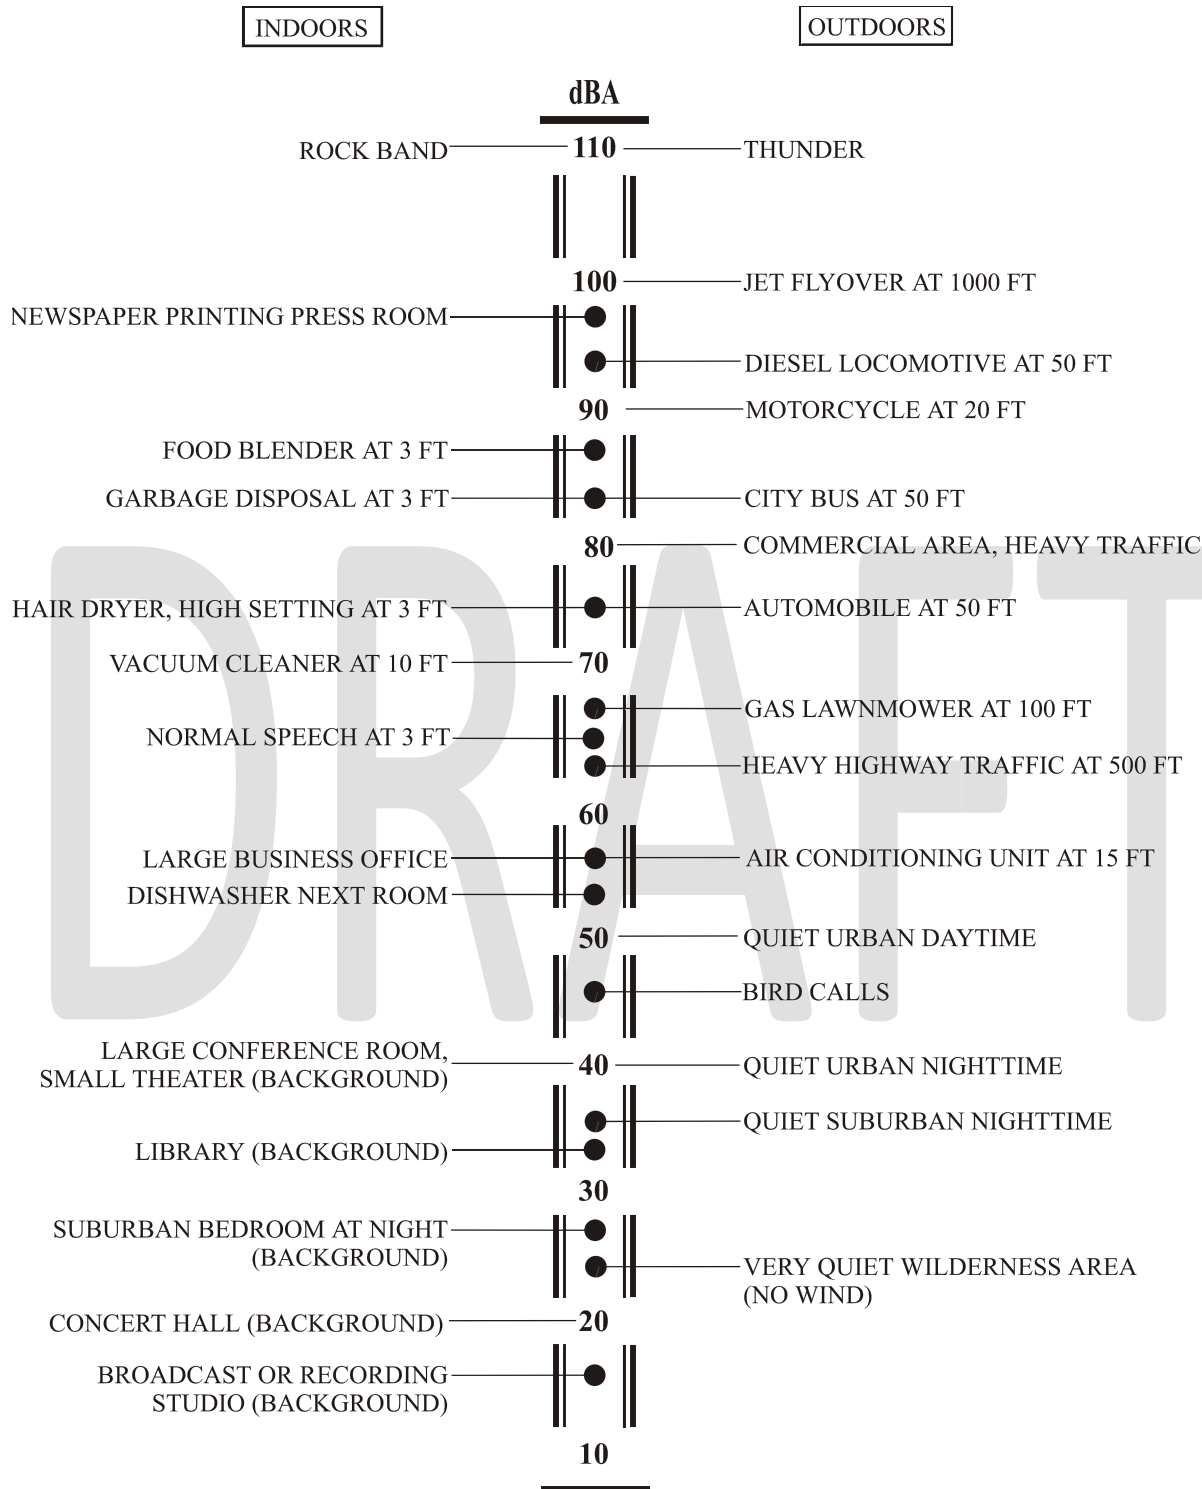 INDOORS
OUTDOORS
dBA
ROCK BAND
110
THUNDER
100
JET FLYOVER AT 1000 FT
NEWSPAPER PRINTING PRESS ROOM
DIESEL LOCOMOTIVE AT 50 FT
90
MOTORCYCLE AT 20 FT
FOOD BLENDER AT 3 FT
GARBAGE DISPOSAL AT 3 FT
CITY BUS AT 50 FT
80
COMMERCIAL AREA, HEAVY TRAFFIC
HAIR DRYER, HIGH SETTING AT 3 FT
AUTOMOBILE AT 50 FT
VACUUM CLEANER AT 10 FT
70
GAS LAWNMOWER AT 100 FT
NORMAL SPEECH AT 3 FT
HEAVY HIGHWAY TRAFFIC AT 500 FT
60
LARGE BUSINESS OFFICE
AIR CONDITIONING UNIT AT 15 FT
DISHWASHER NEXT ROOM
50
QUIET URBAN DAYTIME
BIRD CALLS
LARGE CONFERENCE ROOM,
SMALL THEATER (BACKGROUND)
40
QUIET URBAN NIGHTTIME
QUIET SUBURBAN NIGHTTIME
LIBRARY (BACKGROUND)
30
SUBURBAN BEDROOM AT NIGHT
(BACKGROUND)
VERY QUIET WILDERNESS AREA
(NO WIND)
CONCERT HALL (BACKGROUND)
20
BROADCAST OR RECORDING
STUDIO (BACKGROUND)
10
DRAFT